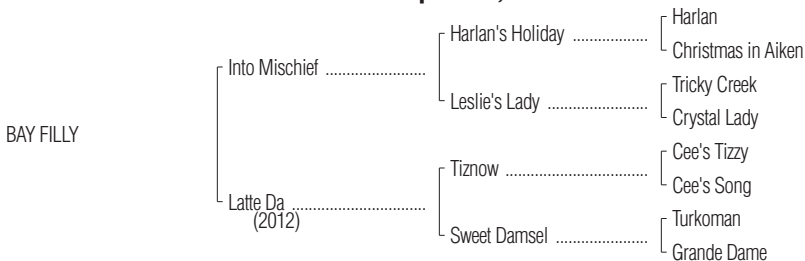 Harlan
Harlan's Holiday ..................
Christmas in Aiken
Into Mischief ........................
Tricky Creek
Leslie's Lady ........................
Crystal Lady
BAY FILLY
Cee's Tizzy
Tiznow ..................................
Cee's Song
Latte Da ................................
(2012)
Turkoman
Sweet Damsel ......................
Grande Dame